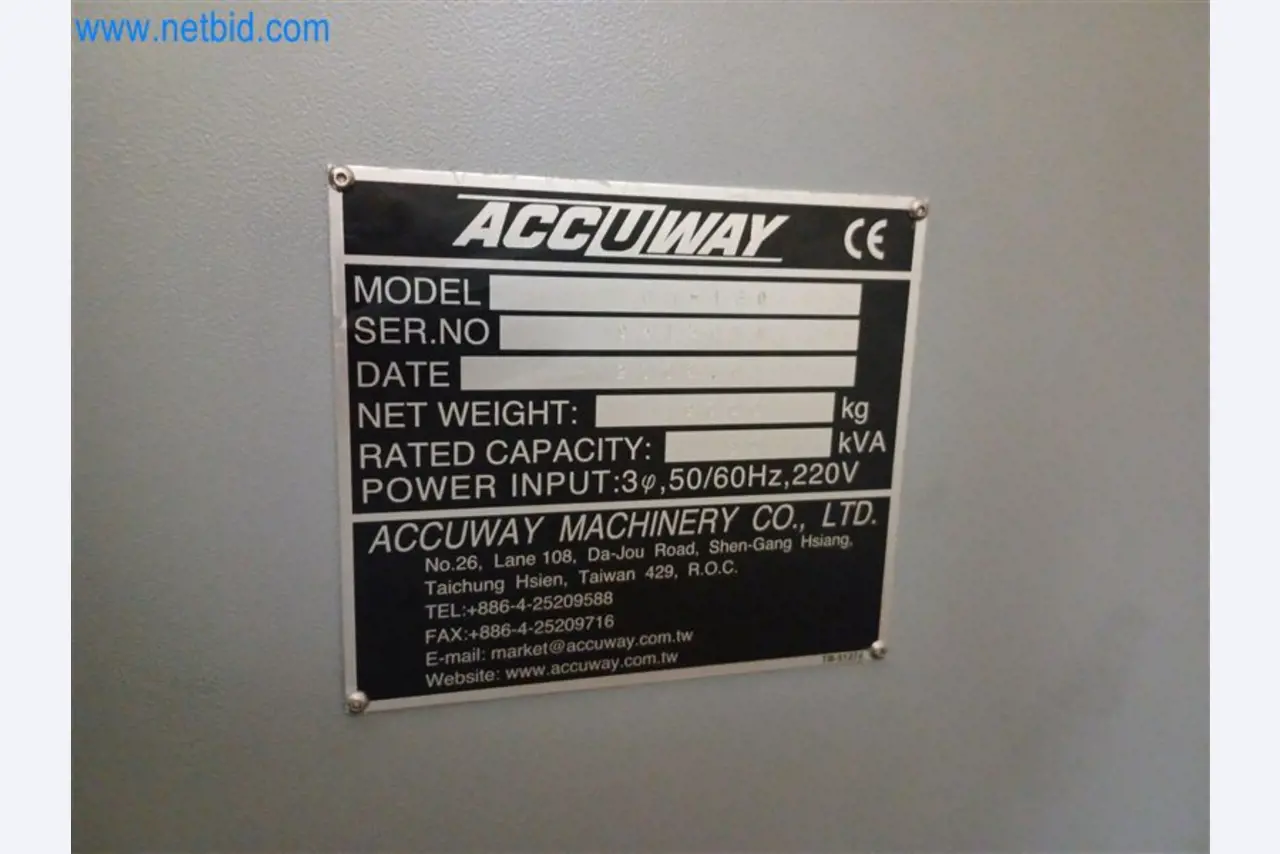 www.netbid.com
ACCUWAY CE
MODEL
SER.NO
DATE
NET WEIGHT: kg
RATED CAPACITY: kVA
POWER INPUT:3φ,50/60Hz,220V
ACCUWAY MACHINERY CO., LTD.
No.26, Lane 108, Da-Jou Road, Shen-Gang Hsiang,
Taichung Hsien, Taiwan 429, R.O.C.
TEL:+886-4-25209588
FAX:+886-4-25209716
E-mail: market@accuway.com.tw
Website: www.accuway.com.tw